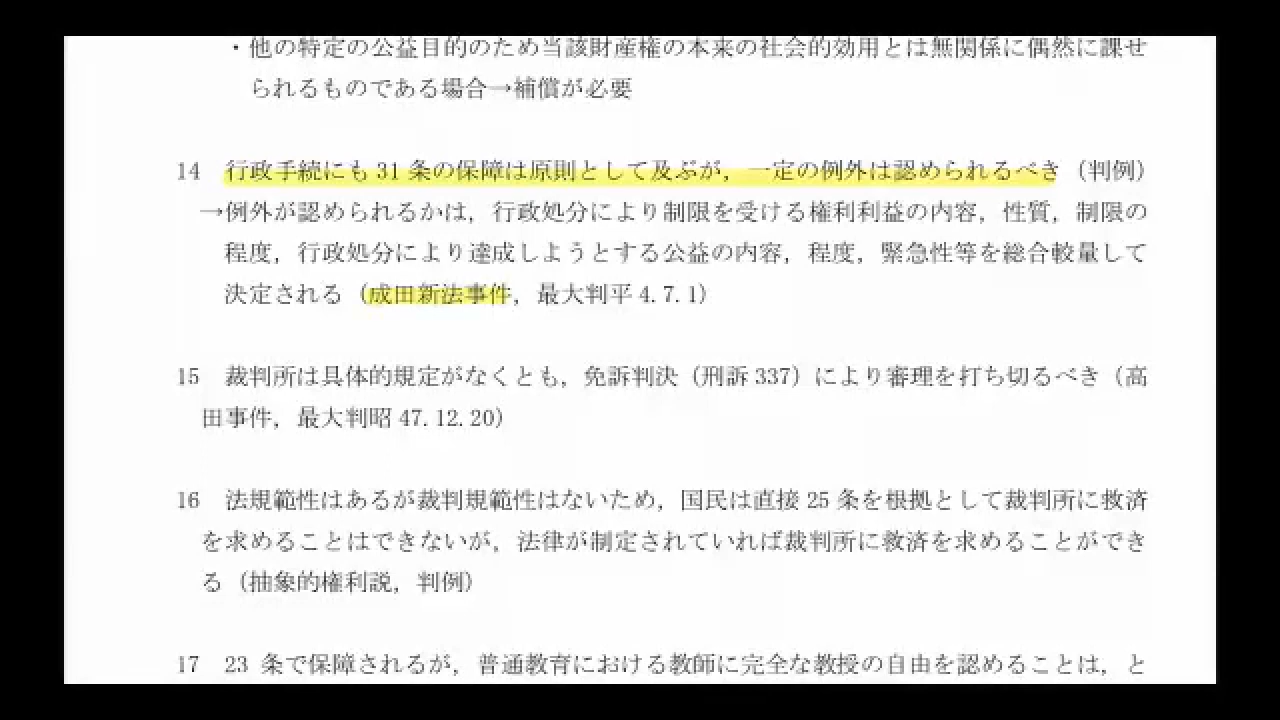 ・他の特定の公益目的のため当該財産権の本来の社会的効用とは無関係に偶然に課せ
られるものである場合→補償が必要
14 行政手続にも 31 条の保障は原則として及ぶが，一定の例外は認められるべき（判例）
→例外が認められるかは，行政処分により制限を受ける権利利益の内容，性質，制限の
程度，行政処分により達成しようとする公益の内容，程度，緊急性等を総合較量して
決定される（成田新法事件，最大判平 4.7.1）
15 裁判所は具体的規定がなくとも，免訴判決（刑訴 337）により審理を打ち切るべき（高
田事件，最大判昭 47.12.20）
16 法規範性はあるが裁判規範性はないため，国民は直接 25 条を根拠として裁判所に救済
を求めることはできないが，法律が制定されていれば裁判所に救済を求めることができ
る（抽象的権利説，判例）
17 23 条で保障されるが，普通教育における教師に完全な教授の自由を認めることは，と